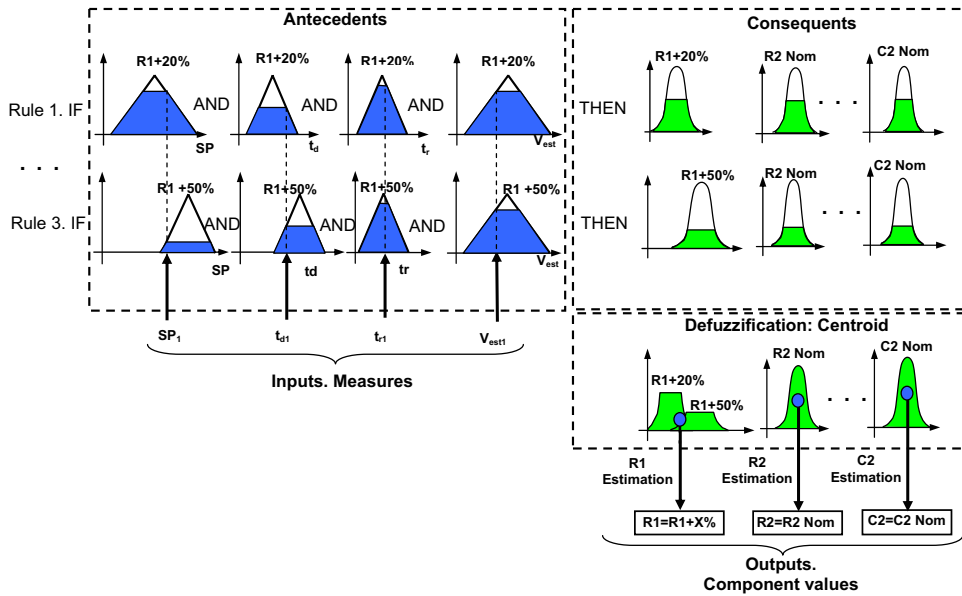 Antecedents
Consequents
Rule 1. IF
R1+20%
SP
AND
R1+20%
td
AND
R1+20%
tr
AND
R1+20%
Vest
THEN
R1+20%
R2 Nom
. . .
C2 Nom
. . .
Rule 3. IF
R1 +50%
SP
AND
R1+50%
td
AND
R1+50%
tr
AND
R1 +50%
Vest
THEN
R1+50%
R2 Nom
. . .
C2 Nom
SP1
td1
tr1
Vest1
Inputs. Measures
Defuzzification: Centroid
R1+20%
R1+50%
R2 Nom
. . .
C2 Nom
R1
Estimation
R2
Estimation
C2
Estimation
R1=R1+X%
R2=R2 Nom
C2=C2 Nom
Outputs.
Component values